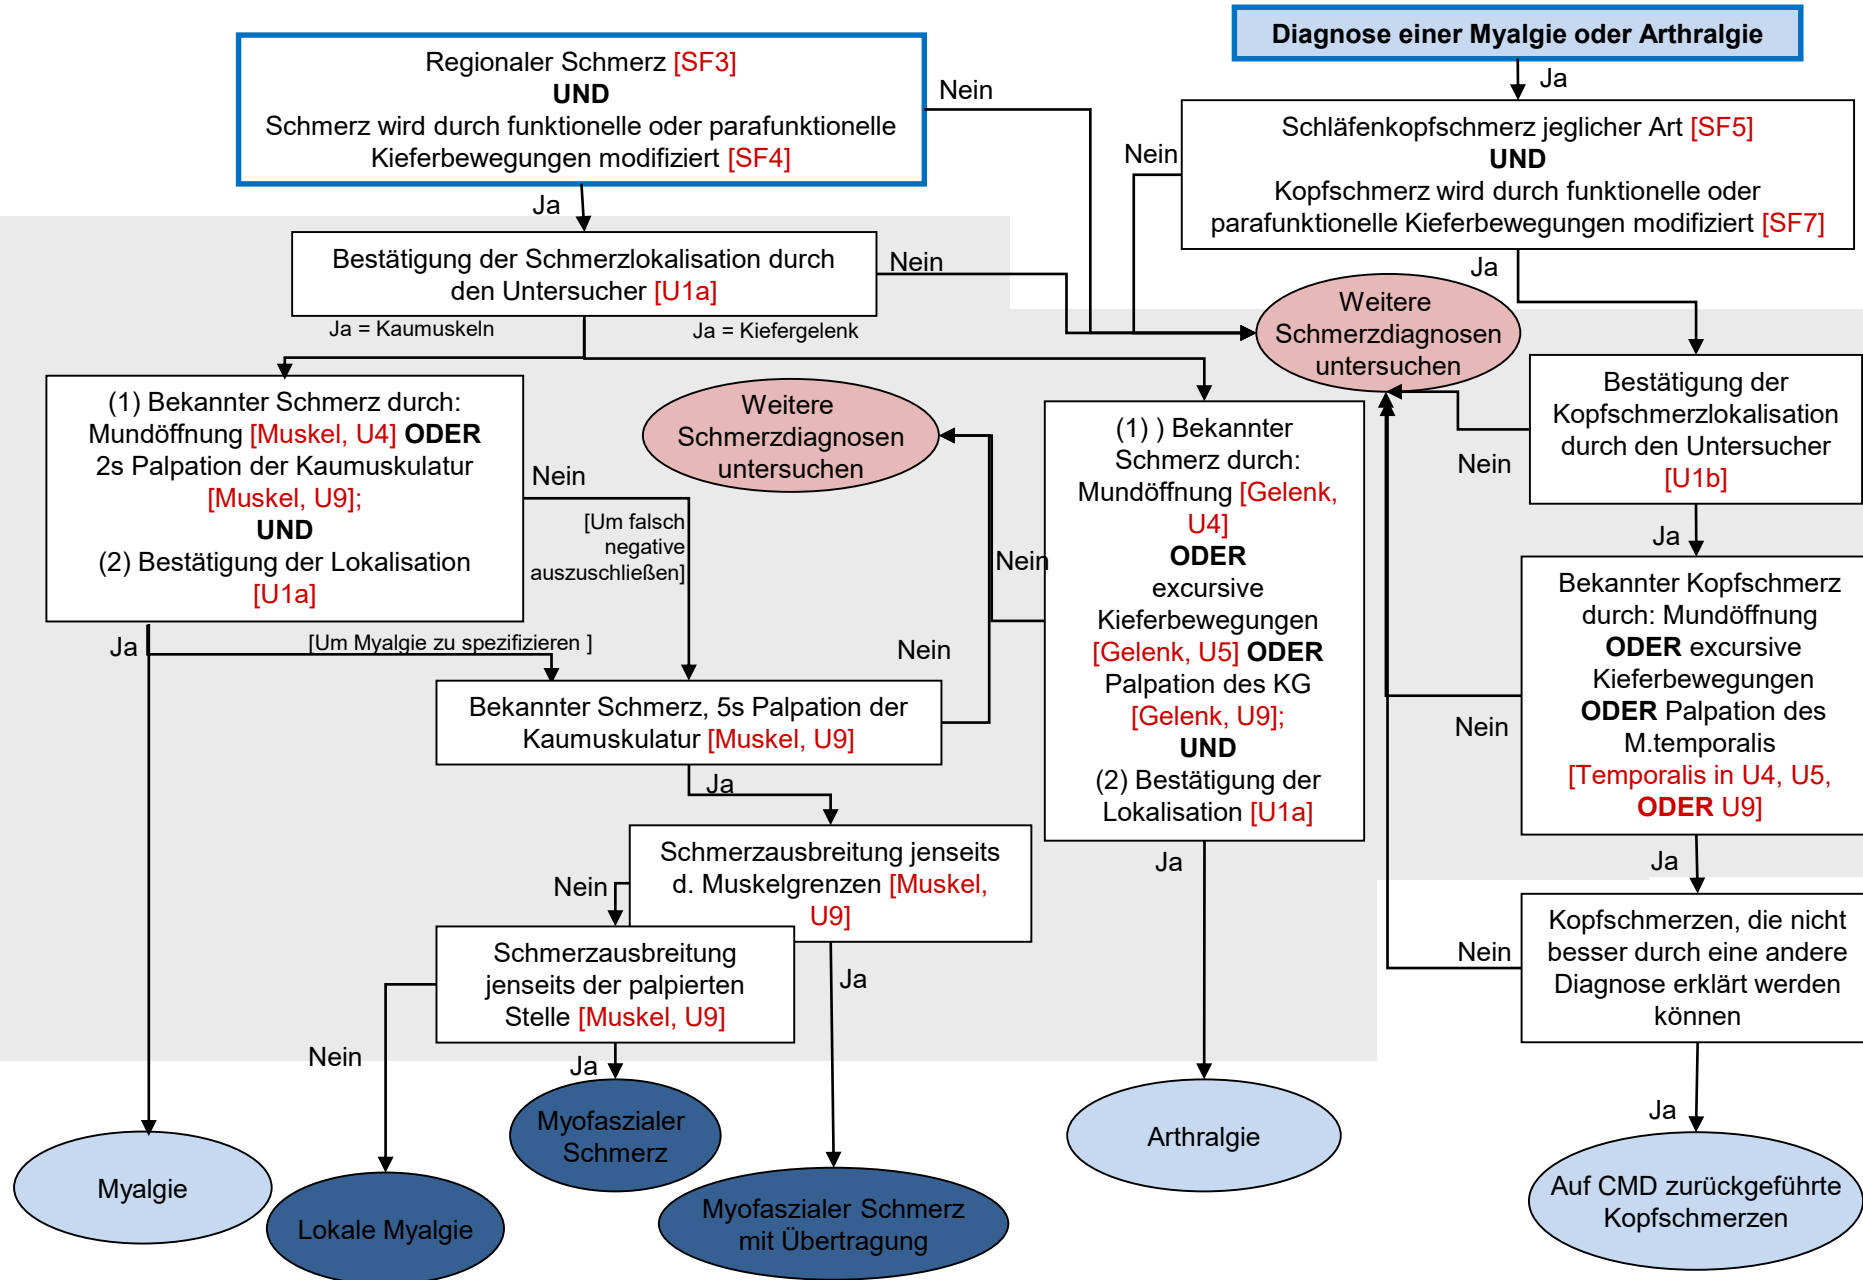 Diagnose einer Myalgie oder Arthralgie
Ja
Regionaler Schmerz [SF3]
UND
Schmerz wird durch funktionelle oder parafunktionelle
Kieferbewegungen modifiziert [SF4]
Nein
Ja
Schläfenkopfschmerz jeglicher Art [SF5]
UND
Kopfschmerz wird durch funktionelle oder
parafunktionelle Kieferbewegungen modifiziert [SF7]
Nein
Ja
Bestätigung der Schmerzlokalisation durch
den Untersucher [U1a]
Nein
Ja = Kaumuskeln
Ja = Kiefergelenk
Weitere
Schmerzdiagnosen
untersuchen
(1) Bekannter Schmerz durch:
Mundöffnung [Muskel, U4] ODER
2s Palpation der Kaumuskulatur
[Muskel, U9];
UND
(2) Bestätigung der Lokalisation
[U1a]
Nein
[Um falsch
negative
auszuschließen]
Ja
[Um Myalgie zu spezifizieren ]
Weitere
Schmerzdiagnosen
untersuchen
(1) ) Bekannter
Schmerz durch:
Mundöffnung [Gelenk,
U4]
ODER
excursive
Kieferbewegungen
[Gelenk, U5] ODER
Palpation des KG
[Gelenk, U9];
UND
(2) Bestätigung der
Lokalisation [U1a]
Nein
Ja
Bestätigung der
Kopfschmerzlokalisation
durch den Untersucher
[U1b]
Nein
Ja
Bekannter Kopfschmerz
durch: Mundöffnung
ODER excursive
Kieferbewegungen
ODER Palpation des
M.temporalis
[Temporalis in U4, U5,
ODER U9]
Nein
Ja
Bekannter Schmerz, 5s Palpation der
Kaumuskulatur [Muskel, U9]
Nein
Ja
Schmerzausbreitung jenseits
d. Muskelgrenzen [Muskel,
U9]
Nein
Ja
Schmerzausbreitung
jenseits der palpierten
Stelle [Muskel, U9]
Nein
Ja
Kopfschmerzen, die nicht
besser durch eine andere
Diagnose erklärt werden
können
Nein
Ja
Myalgie
Lokale Myalgie
Myofaszialer
Schmerz
Myofaszialer Schmerz
mit Übertragung
Arthralgie
Auf CMD zurückgeführte
Kopfschmerzen